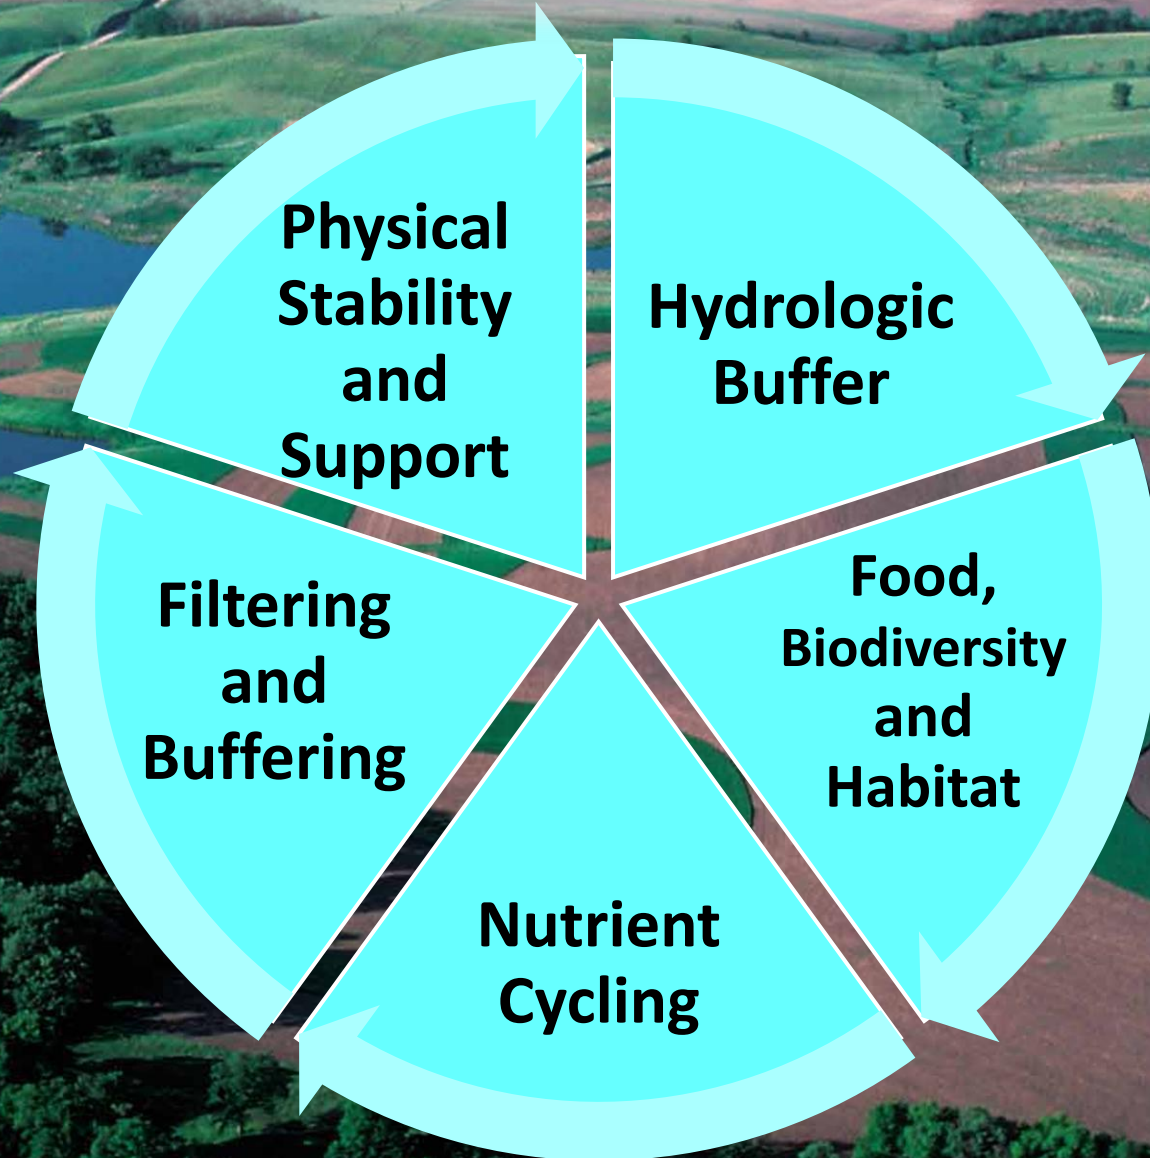 Physical
Stability
and
Support
Hydrologic
Buffer
Food,
Biodiversity
and
Habitat
Nutrient
Cycling
Filtering
and
Buffering